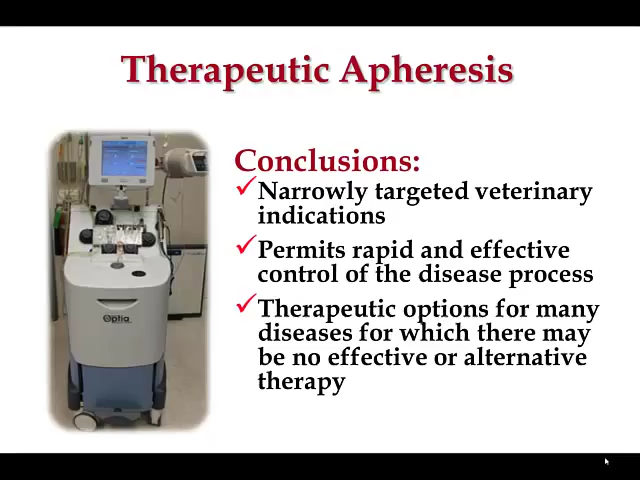 Therapeutic Apheresis
Conclusions:
Narrowly targeted veterinary
indications
Permits rapid and effective
control of the disease process
Therapeutic options for many
diseases for which there may
be no effective or alternative
therapy
Optia